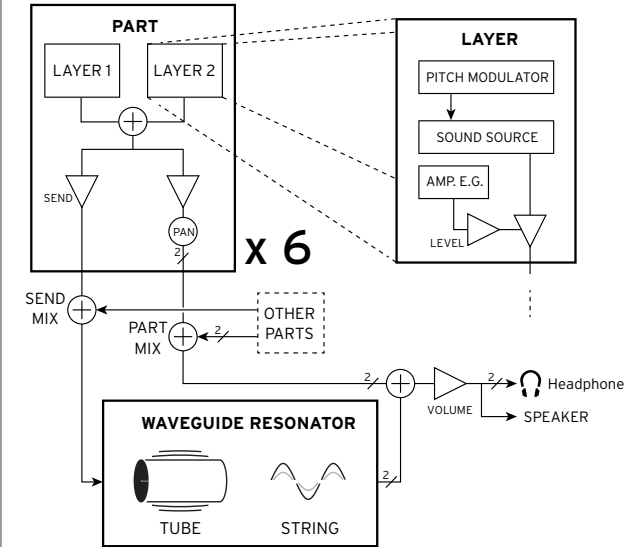 PART
LAYER 1
LAYER 2
SEND
PAN
2
X 6
LAYER
PITCH MODULATOR
SOUND SOURCE
AMP. E.G.
LEVEL
SEND
MIX
PART
MIX
2
OTHER
PARTS
2
VOLUME
2
Headphone
SPEAKER
WAVEGUIDE RESONATOR
2
TUBE
STRING